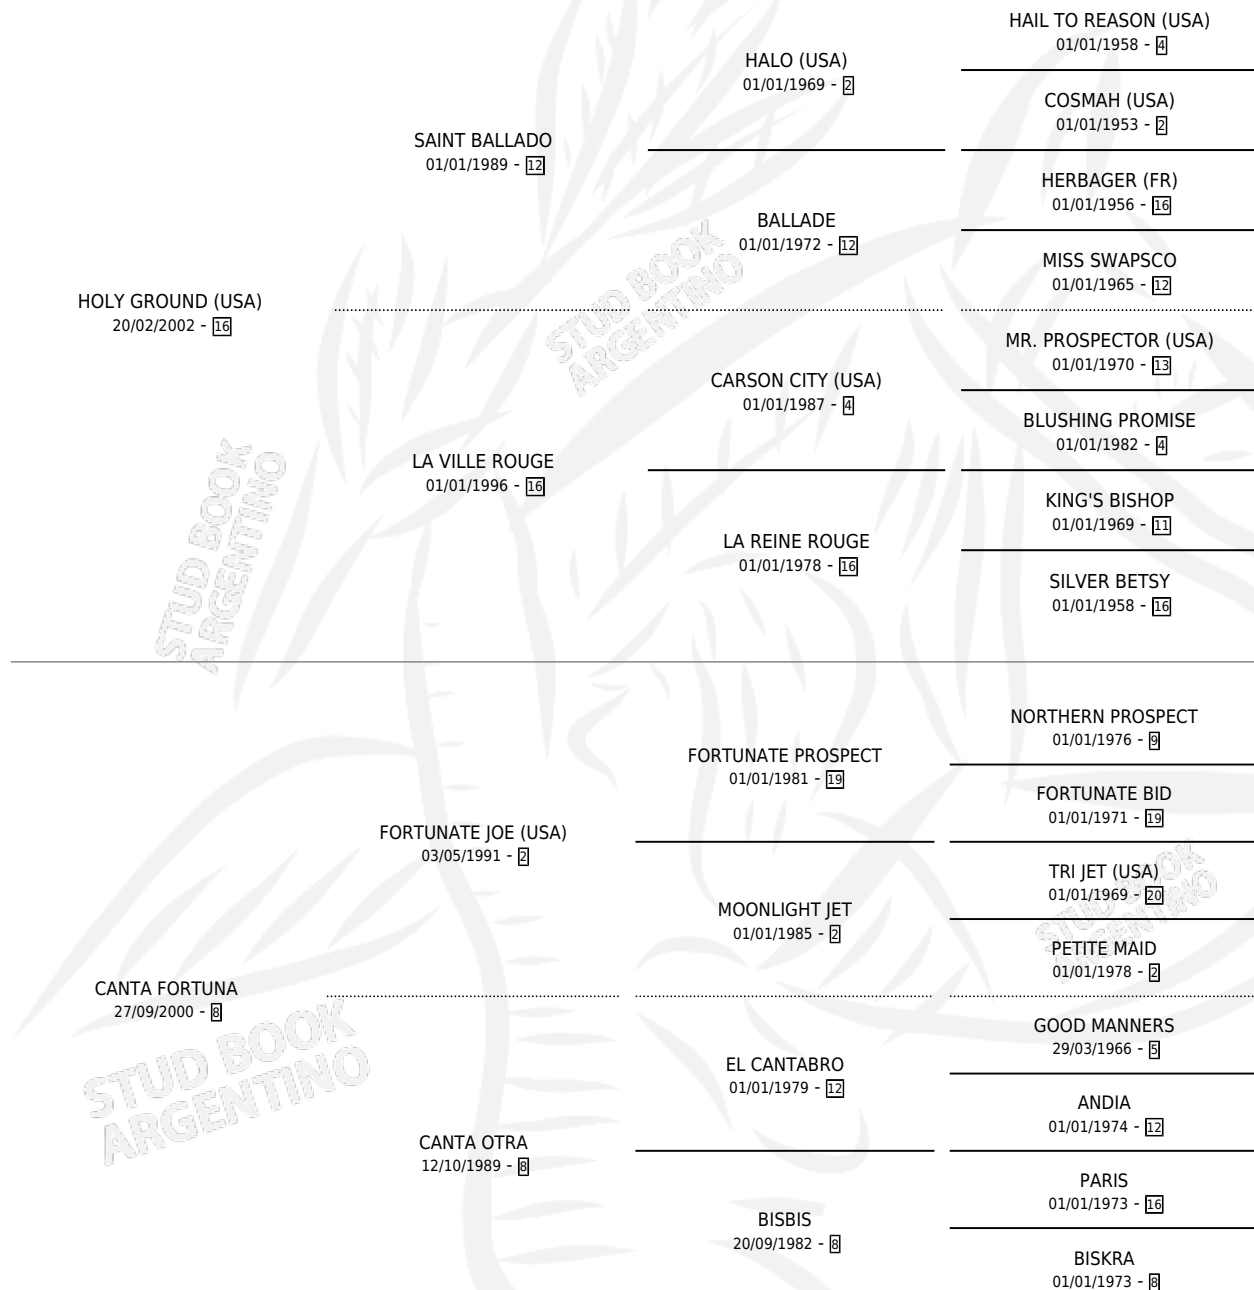 HAIL TO REASON (USA)
01/01/1958 - 4
HALO (USA)
01/01/1969 - 2
COSMAH (USA)
01/01/1953 - 2
SAINT BALLADO
01/01/1989 - 12
HERBAGER (FR)
01/01/1956 - 16
BALLADE
01/01/1972 - 12
MISS SWAPSCO
01/01/1965 - 12
HOLY GROUND (USA)
20/02/2002 - 16
MR. PROSPECTOR (USA)
01/01/1970 - 13
CARSON CITY (USA)
01/01/1987 - 4
BLUSHING PROMISE
01/01/1982 - 4
LA VILLE ROUGE
01/01/1996 - 16
KING'S BISHOP
01/01/1969 - 11
LA REINE ROUGE
01/01/1978 - 16
SILVER BETSY
01/01/1958 - 16
NORTHERN PROSPECT
01/01/1976 - 9
FORTUNATE PROSPECT
01/01/1981 - 19
FORTUNATE BID
01/01/1971 - 19
FORTUNATE JOE (USA)
03/05/1991 - 2
TRI JET (USA)
01/01/1969 - 20
MOONLIGHT JET
01/01/1985 - 2
PETITE MAID
01/01/1978 - 2
CANTA FORTUNA
27/09/2000 - 8
GOOD MANNERS
29/03/1966 - 5
EL CANTABRO
01/01/1979 - 12
ANDIA
01/01/1974 - 12
CANTA OTRA
12/10/1989 - 8
PARIS
01/01/1973 - 16
BISBIS
20/09/1982 - 8
BISKRA
01/01/1973 - 8
STUD BOOK
ARGENTINO
STUD BOOK
ARGENTINO
STUD BOOK
ARGENTINO
STUD BOOK
ARGENTINO